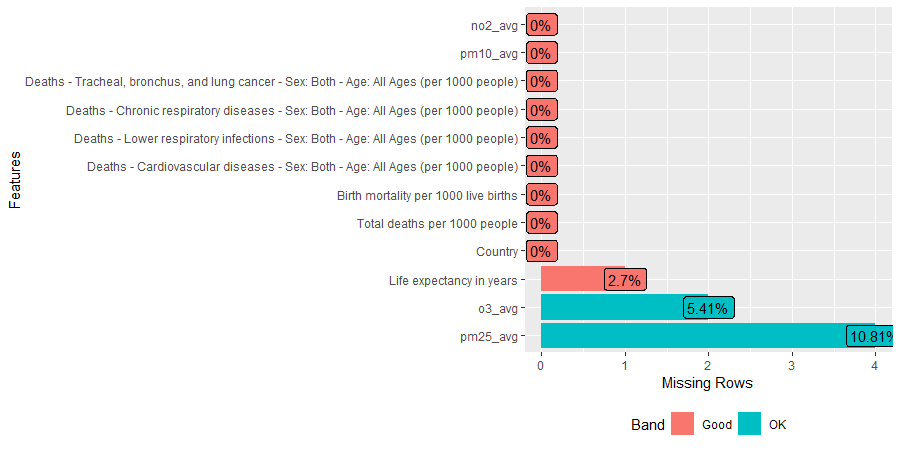 no2_avg 0%
pm10_avg 0%
Deaths - Tracheal, bronchus, and lung cancer - Sex: Both - Age: All Ages (per 1000 people) 0%
Deaths - Chronic respiratory diseases - Sex: Both - Age: All Ages (per 1000 people) 0%
Deaths - Lower respiratory infections - Sex: Both - Age: All Ages (per 1000 people) 0%
Deaths - Cardiovascular diseases - Sex: Both - Age: All Ages (per 1000 people) 0%
Birth mortality per 1000 live births 0%
Total deaths per 1000 people 0%
Country 0%
Life expectancy in years 2.7%
o3_avg 5.41%
pm25_avg 10.81%
Features
0 1 2 3 4
Missing Rows
Band Good OK